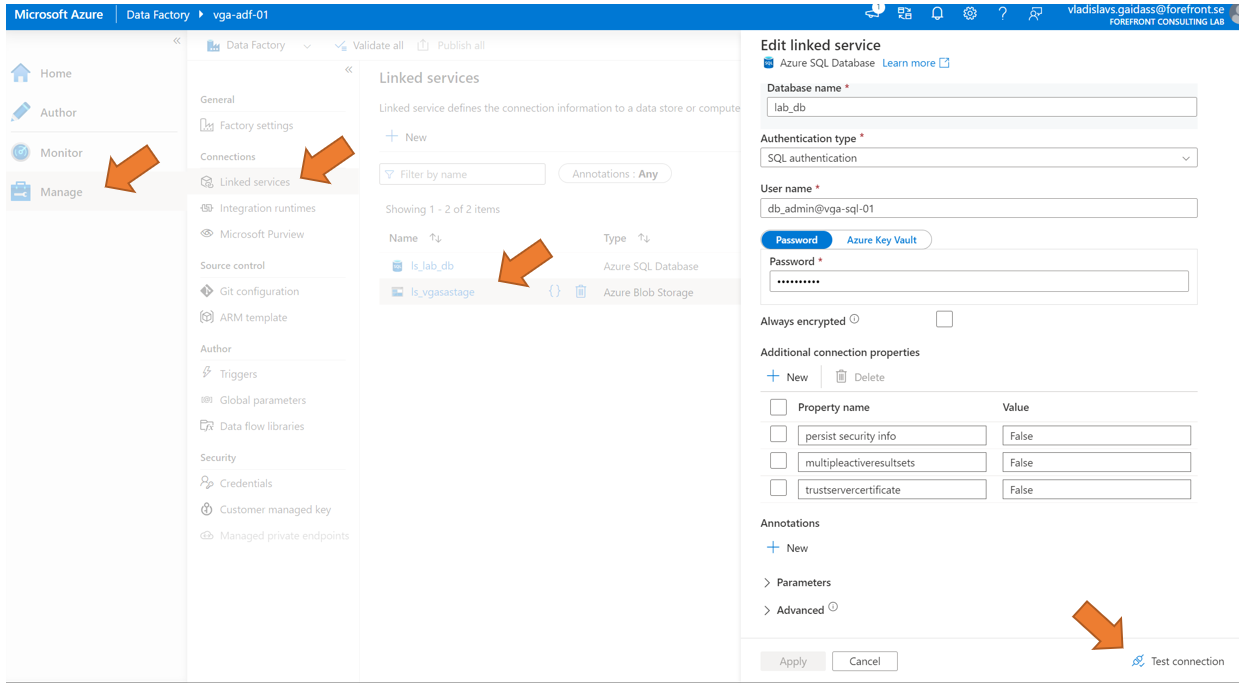 Microsoft Azure Data Factory vga-adf-01
1
vladislavs.gaidass@forefront.se
FOREFRONT CONSULTING LAB
Home
Author
Monitor
Manage
Data Factory Validate all Publish all
General
Factory settings
Connections
Linked services
Integration runtimes
Microsoft Purview
Source control
Git configuration
ARM template
Author
Triggers
Global parameters
Data flow libraries
Security
Credentials
Customer managed key
Managed private endpoints
Linked services
Linked service defines the connection information to a data store or compute
New
Filter by name Annotations : Any
Showing 1 - 2 of 2 items
Name Type
ls_lab_db Azure SQL Database
ls_vgasastage {} Azure Blob Storage
Edit linked service
Azure SQL Database Learn more
Database name *
lab_db
Authentication type *
SQL authentication
User name *
db_admin@vga-sql-01
Password Azure Key Vault
Password *
••••••••••
Always encrypted
Additional connection properties
New Delete
Property name Value
persist security info False
multipleactiveresultsets False
trustservercertificate False
Annotations
New
Parameters
Advanced
Apply Cancel Test connection